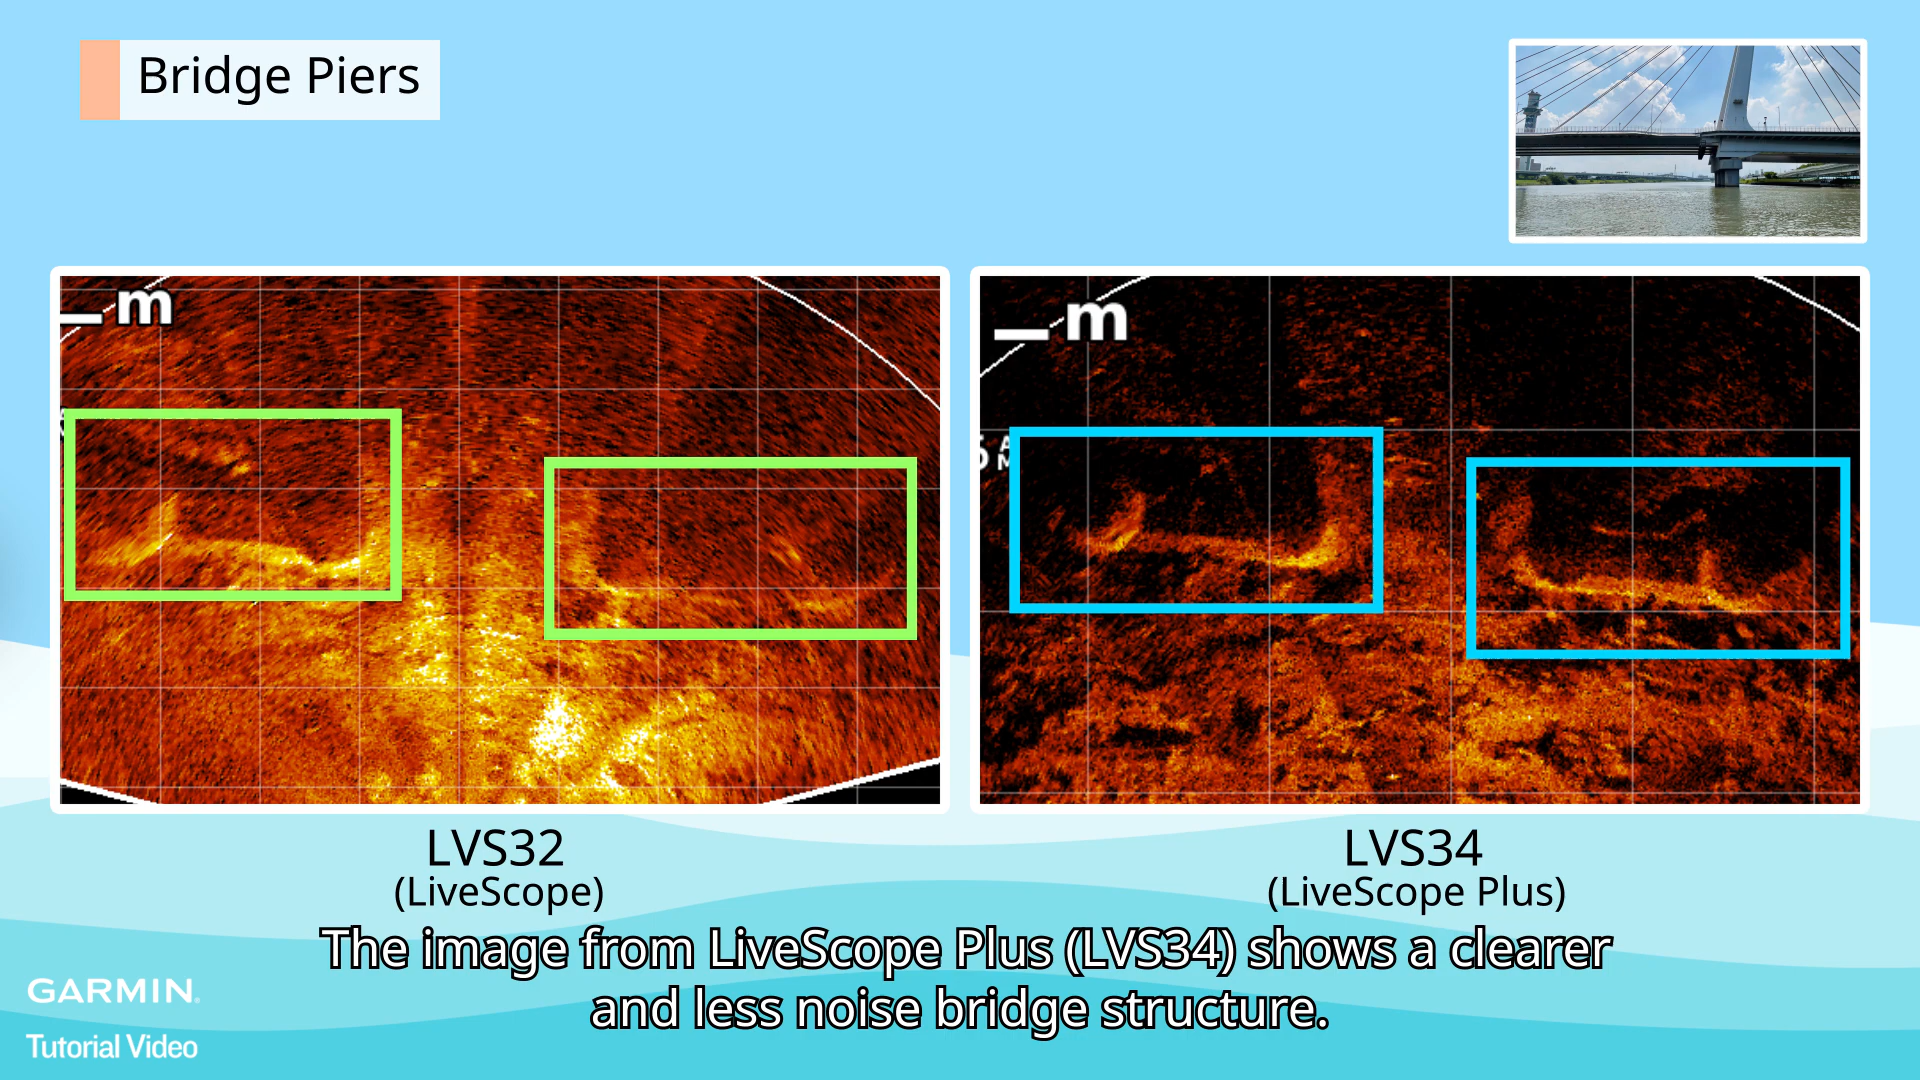 Bridge Piers
m
m
LVS32
(LiveScope)
LVS34
(LiveScope Plus)
The image from LiveScope Plus (LVS34) shows a clearer
and less noise bridge structure.
GARMIN.
Tutorial Video